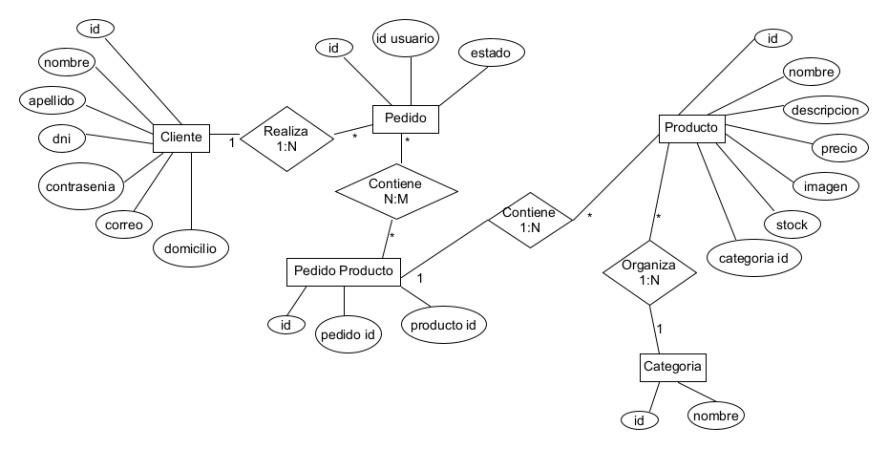 id
nombre
apellido
dni
contrasenia
correo
domicilio
Cliente
1
Realiza
1:N
*
id
id usuario
estado
Pedido
*
Contiene
N:M
*
Pedido Producto
1
id
pedido id
producto id
Contiene
1:N
*
id
nombre
descripcion
precio
imagen
stock
categoria id
Producto
*
Organiza
1:N
1
Categoria
id
nombre